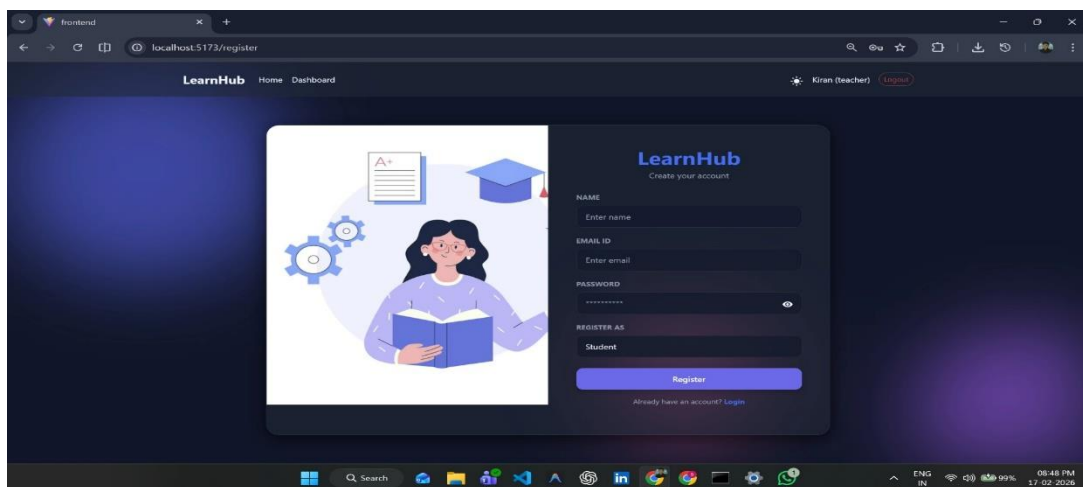 frontend
localhost:5173/register
LearnHub Home Dashboard Kiran (teacher) Logout
A+
LearnHub
Create your account
NAME
Enter name
EMAIL ID
Enter email
PASSWORD
**********
REGISTER AS
Student
Register
Already have an account? Login
Search
ENG
IN
99%
08:48 PM
17-02-2026